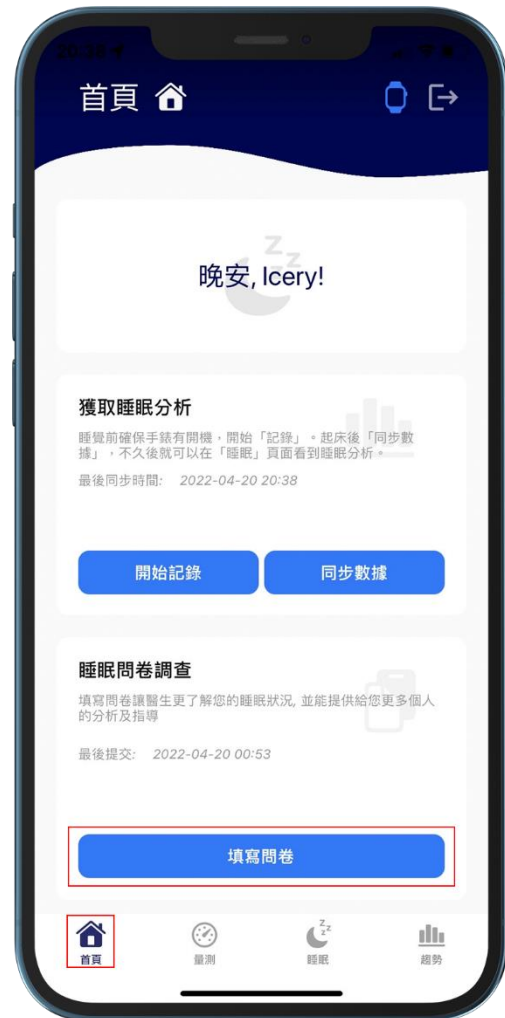 20:38
首頁
晚安, Icery!
獲取睡眠分析
睡覺前確保手錶有開機，開始「記錄」。起床後「同步數
據」，不久後就可以在「睡眠」頁面看到睡眠分析。
最後同步時間: 2022-04-20 20:38
開始記錄 同步數據
睡眠問卷調查
填寫問卷讓醫生更了解您的睡眠狀況, 並能提供給您更多個人
的分析及指導
最後提交: 2022-04-20 00:53
填寫問卷
首頁 量測 睡眠 趨勢